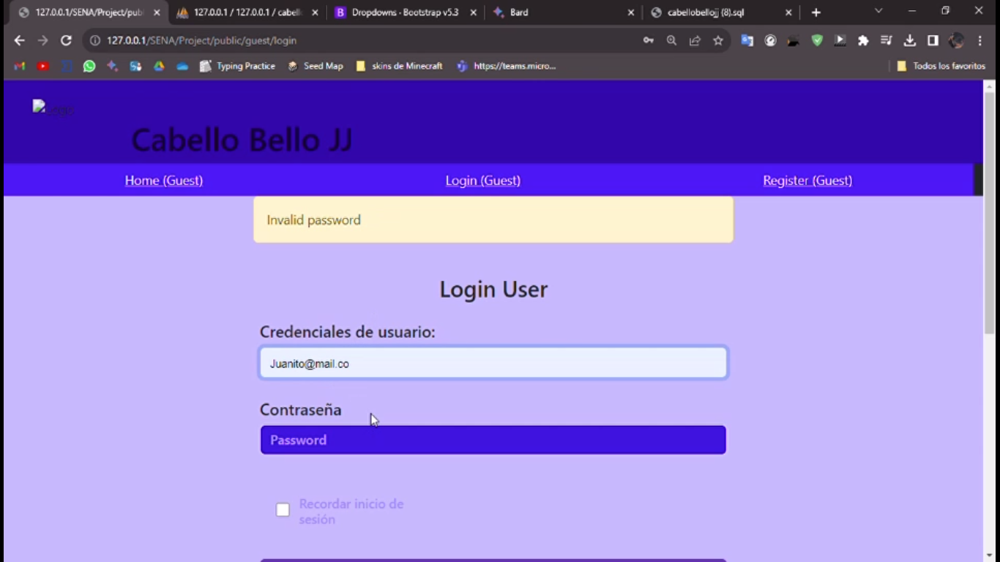 127.0.0.1/SENA/Project/pub
127.0.0.1 / 127.0.0.1 / cabell
Dropdowns · Bootstrap v5.3
Bard
cabellobellojj (8).sql
127.0.0.1/SENA/Project/public/guest/login
Typing Practice
Seed Map
skins de Minecraft
https://teams.micro...
Todos los favoritos
Logo
Cabello Bello JJ
Home (Guest)
Login (Guest)
Register (Guest)
Invalid password
Login User
Credenciales de usuario:
Juanito@mail.co
Contraseña
Password
Recordar inicio de
sesión